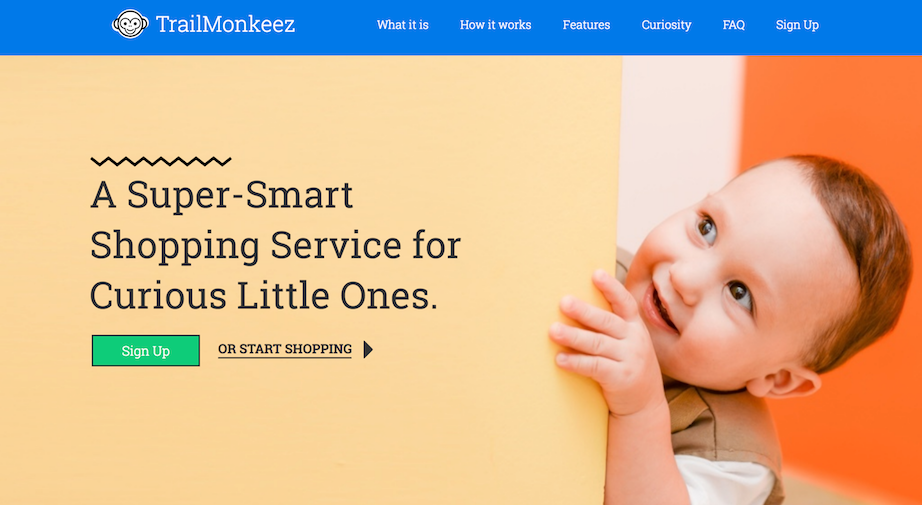 TrailMonkeez
What it is
How it works
Features
Curiosity
FAQ
Sign Up
A Super-Smart
Shopping Service for
Curious Little Ones.
Sign Up
OR START SHOPPING